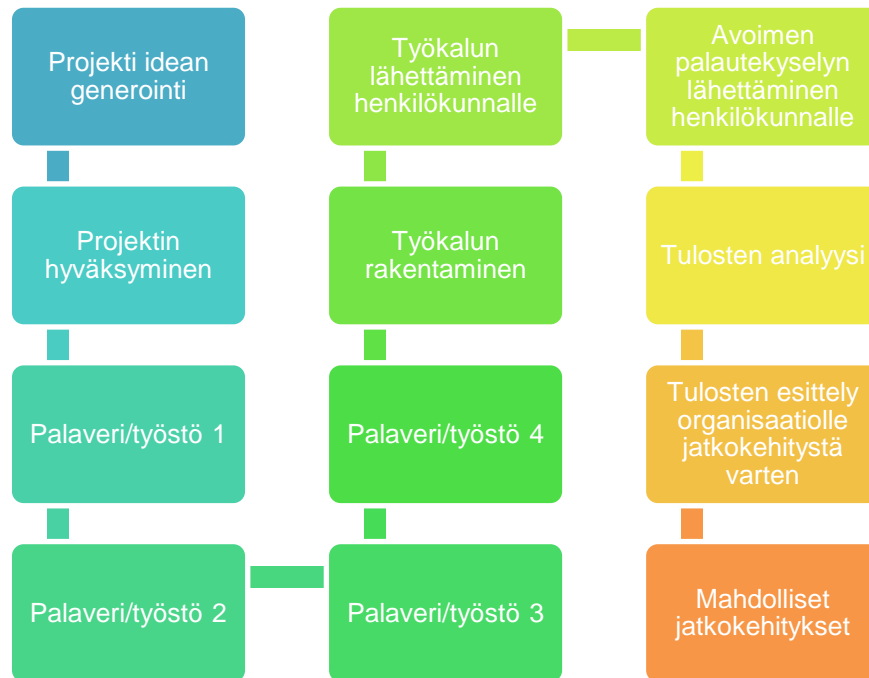 Projekti idean
generointi
Projektin
hyväksyminen
Palaveri/työstö 1
Palaveri/työstö 2
Palaveri/työstö 3
Palaveri/työstö 4
Työkalun
rakentaminen
Työkalun
lähettäminen
henkilökunnalle
Avoimen
palautekyselyn
lähettäminen
henkilökunnalle
Tulosten analyysi
Tulosten esittely
organisaatiolle
jatkokehitystä
varten
Mahdolliset
jatkokehitykset